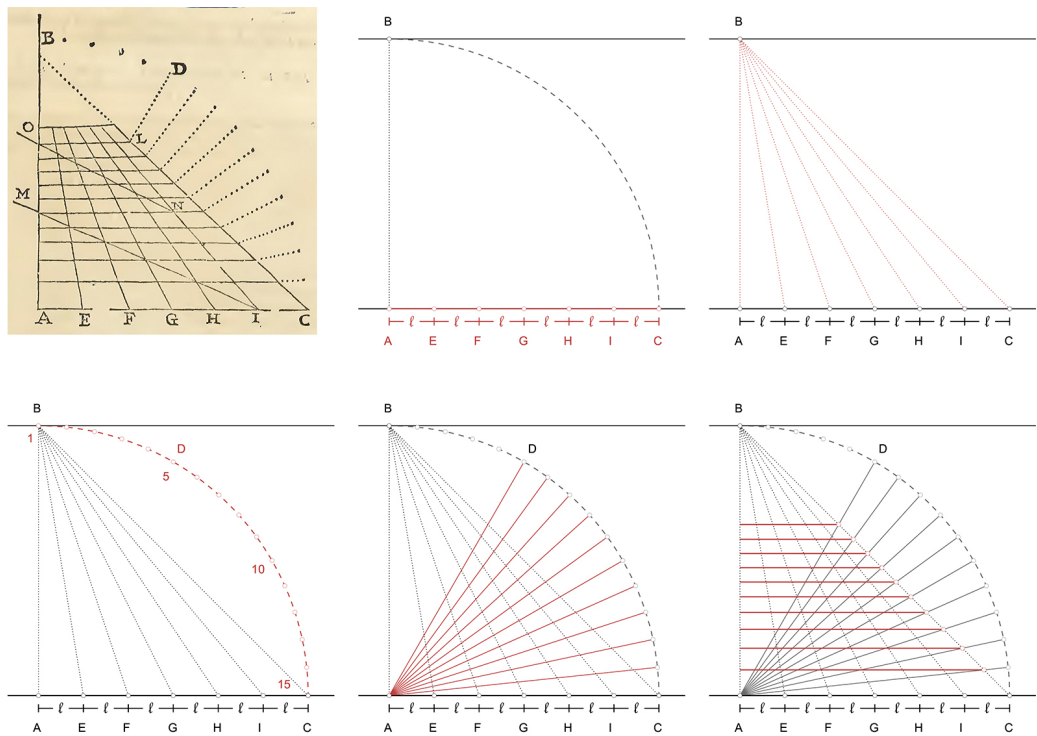 B
D
O
L
M
N
A E F G H I C
B
ℓ ℓ ℓ ℓ ℓ ℓ
A E F G H I C
B
ℓ ℓ ℓ ℓ ℓ ℓ
A E F G H I C
B
1
D
5
10
15
ℓ ℓ ℓ ℓ ℓ ℓ
A E F G H I C
B
D
ℓ ℓ ℓ ℓ ℓ ℓ
A E F G H I C
B
D
ℓ ℓ ℓ ℓ ℓ ℓ
A E F G H I C